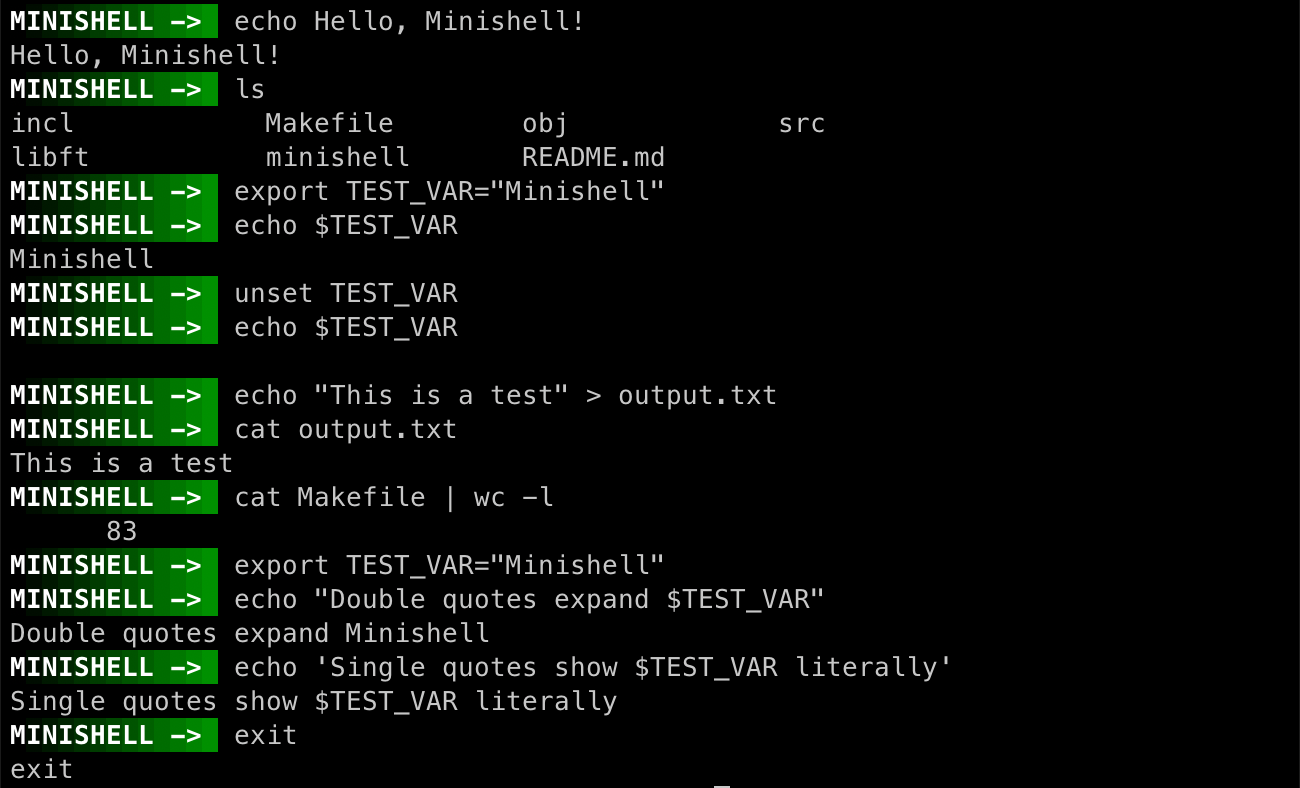 MINISHELL -> echo Hello, Minishell!
Hello, Minishell!
MINISHELL -> ls
incl            Makefile        obj             src
libft           minishell       README.md
MINISHELL -> export TEST_VAR="Minishell"
MINISHELL -> echo $TEST_VAR
Minishell
MINISHELL -> unset TEST_VAR
MINISHELL -> echo $TEST_VAR

MINISHELL -> echo "This is a test" > output.txt
MINISHELL -> cat output.txt
This is a test
MINISHELL -> cat Makefile | wc -l
      83
MINISHELL -> export TEST_VAR="Minishell"
MINISHELL -> echo "Double quotes expand $TEST_VAR"
Double quotes expand Minishell
MINISHELL -> echo 'Single quotes show $TEST_VAR literally'
Single quotes show $TEST_VAR literally
MINISHELL -> exit
exit